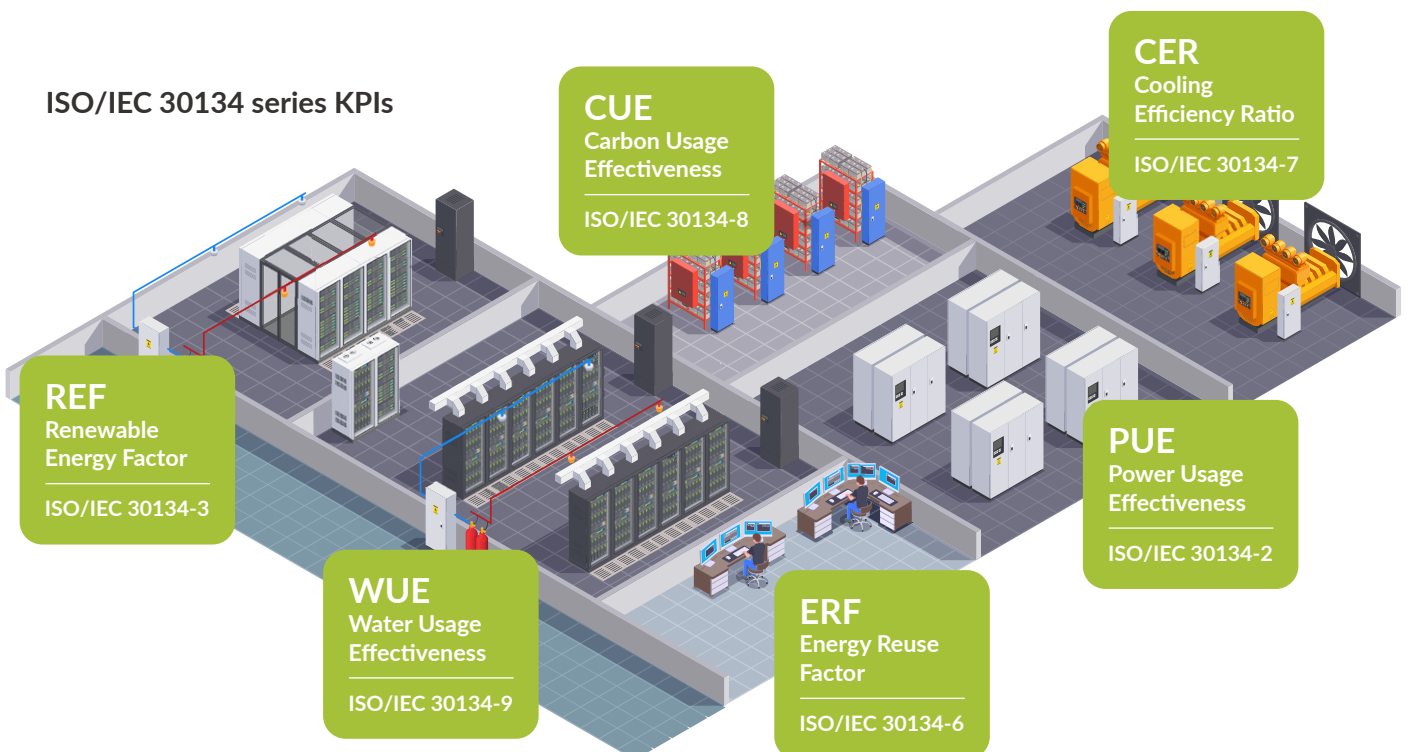 ISO/IEC 30134 series KPIs
CUE
Carbon Usage
Effectiveness
ISO/IEC 30134-8
CER
Cooling
Efficiency Ratio
ISO/IEC 30134-7
REF
Renewable
Energy Factor
ISO/IEC 30134-3
PUE
Power Usage
Effectiveness
ISO/IEC 30134-2
WUE
Water Usage
Effectiveness
ISO/IEC 30134-9
ERF
Energy Reuse
Factor
ISO/IEC 30134-6